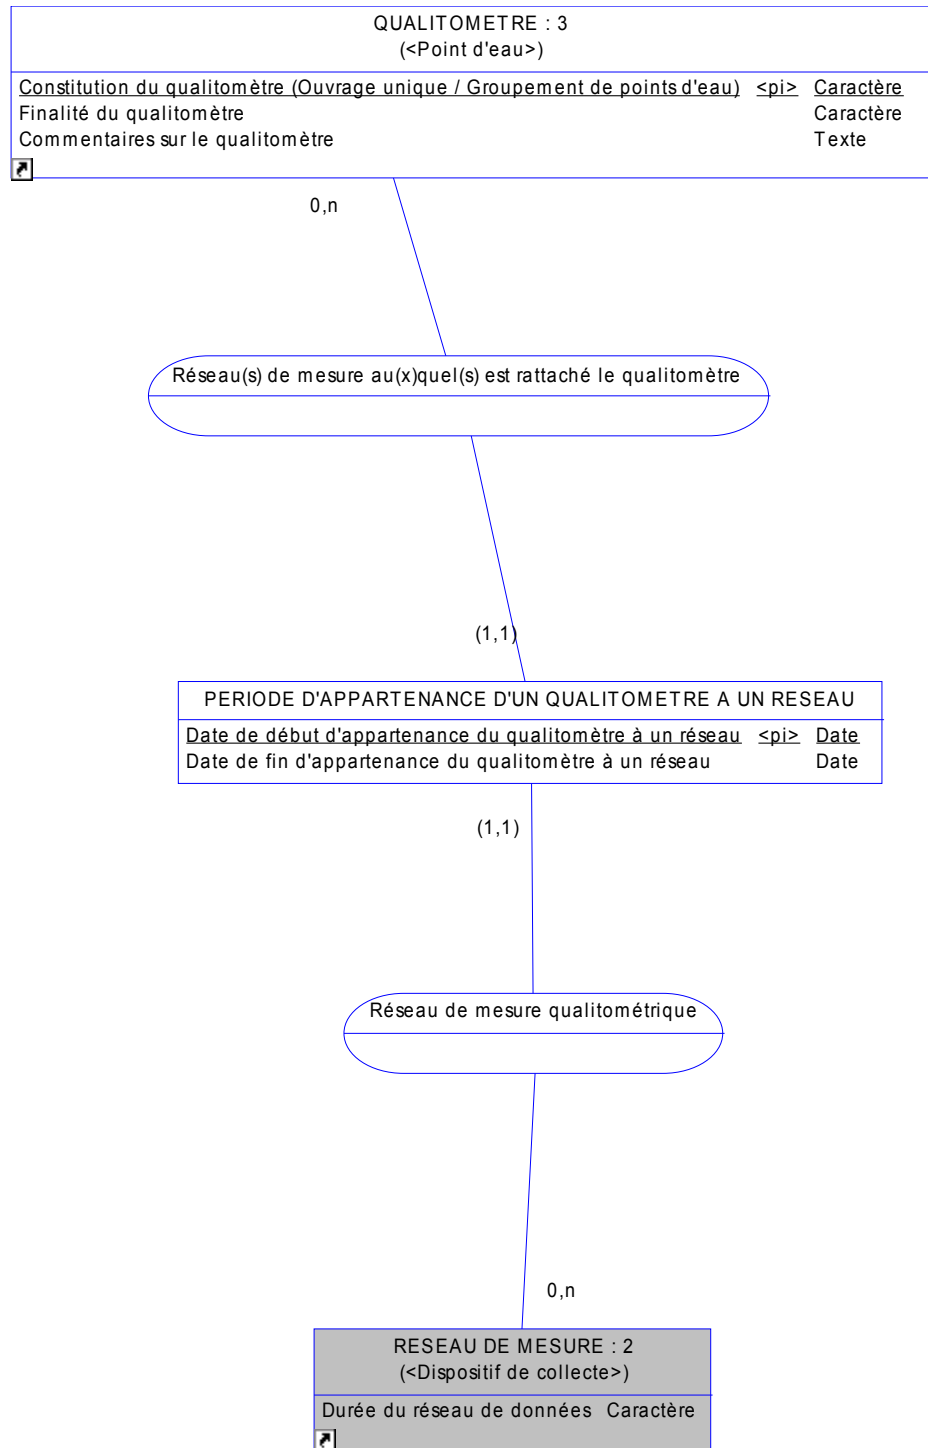 QUALITOMETRE : 3
(<Point d'eau>)
Constitution du qualitomètre (Ouvrage unique / Groupement de points d'eau) <pi> Caractère
Finalité du qualitomètre Caractère
Commentaires sur le qualitomètre Texte
0,n
Réseau(s) de mesure au(x)quel(s) est rattaché le qualitomètre
(1,1)
PERIODE D'APPARTENANCE D'UN QUALITOMETRE A UN RESEAU
Date de début d'appartenance du qualitomètre à un réseau <pi> Date
Date de fin d'appartenance du qualitomètre à un réseau Date
(1,1)
Réseau de mesure qualitométrique
0,n
RESEAU DE MESURE : 2
(<Dispositif de collecte>)
Durée du réseau de données Caractère